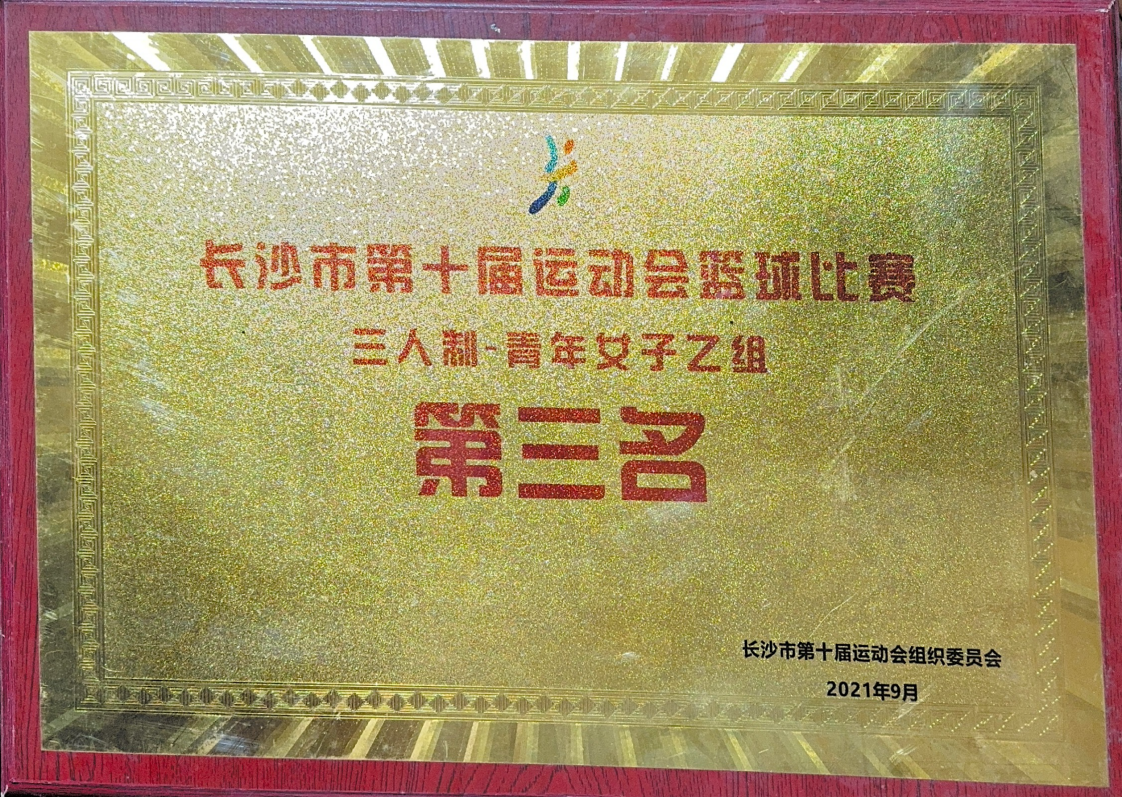 长沙市第十届运动会篮球比赛
三人制-青年女子乙组
第三名
长沙市第十届运动会组织委员会
2021年9月